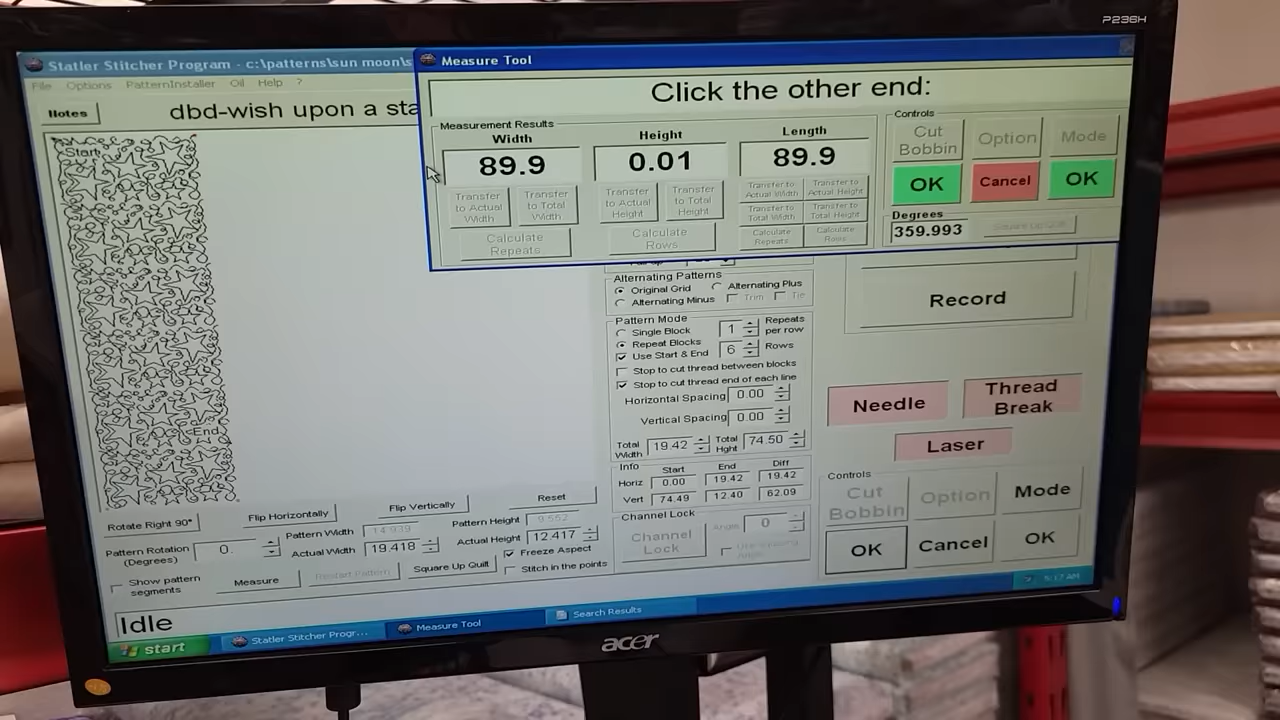 P236H
Statler Stitcher Program - c:\patterns\sun moon\s
File Options PatternInstaller Oil Help ?
Notes
dbd-wish upon a sta
Start
End
Measure Tool
Click the other end:
Measurement Results
Width
Height
Length
89.9
0.01
89.9
Transfer to Actual Width
Transfer to Total Width
Calculate Repeats
Transfer to Actual Height
Transfer to Total Height
Calculate Rows
Transfer to Actual Width
Transfer to Actual Height
Transfer to Total Width
Transfer to Total Height
Calculate Repeats
Calculate Rows
Controls
Cut Bobbin
Option
Mode
OK
Cancel
OK
Degrees
359.993
Alternating Patterns
Original Grid
Alternating Plus
Alternating Minus
Trim
Tie
Pattern Mode
Single Block
Repeat Blocks
Use Start & End
1
Repeats per row
6
Rows
Stop to cut thread between blocks
Stop to cut thread end of each line
Horizontal Spacing 0.00
Vertical Spacing 0.00
Total Width 19.42
Total Hght 74.50
Info
Start
End
Diff
Horiz 0.00 19.42 19.42
Vert 74.49 12.40 62.09
Channel Lock
Channel Lock
Angle 0
Record
Needle
Thread Break
Laser
Controls
Cut Bobbin
Option
Mode
OK
Cancel
OK
Rotate Right 90°
Flip Horizontally
Flip Vertically
Reset
Pattern Rotation (Degrees)
0.
Pattern Width 14.939
Pattern Height 9.552
Actual Width 19.418
Actual Height 12.417
Freeze Aspect
Show pattern segments
Measure
Restart Pattern
Square Up Quilt
Stitch in the points
Idle
start
Statler Stitcher Progr...
Measure Tool
Search Results
5:17 AM
acer